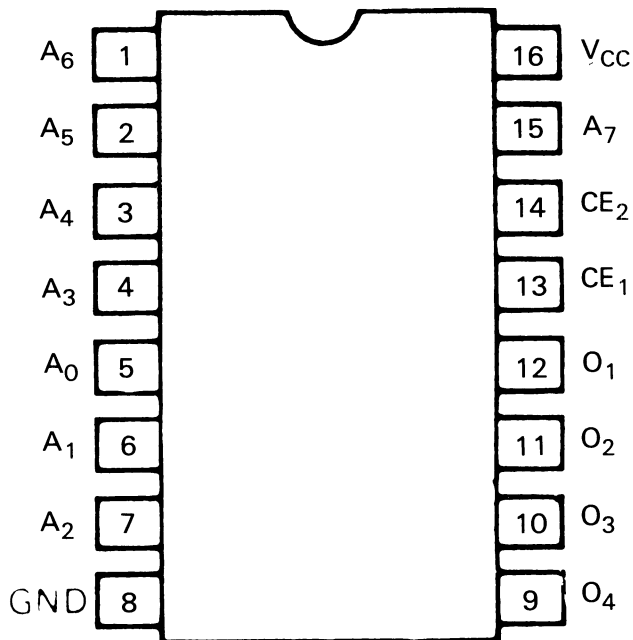 A₆ 1 16 VCC
A₅ 2 15 A₇
A₄ 3 14 CE₂
A₃ 4 13 CE₁
A₀ 5 12 O₁
A₁ 6 11 O₂
A₂ 7 10 O₃
GND 8 9 O₄